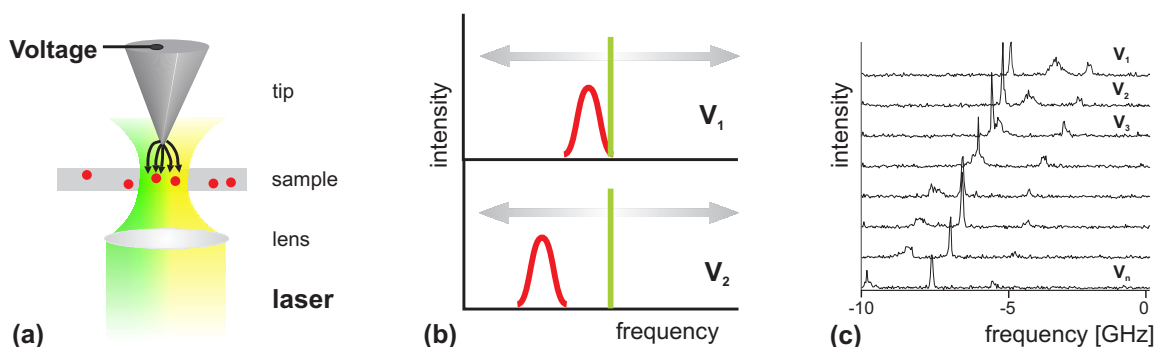 Voltage
tip
sample
lens
laser
(a)
intensity
V1
V2
frequency
(b)
intensity
V1
V2
V3
Vn
-10
-5
0
frequency [GHz]
(c)